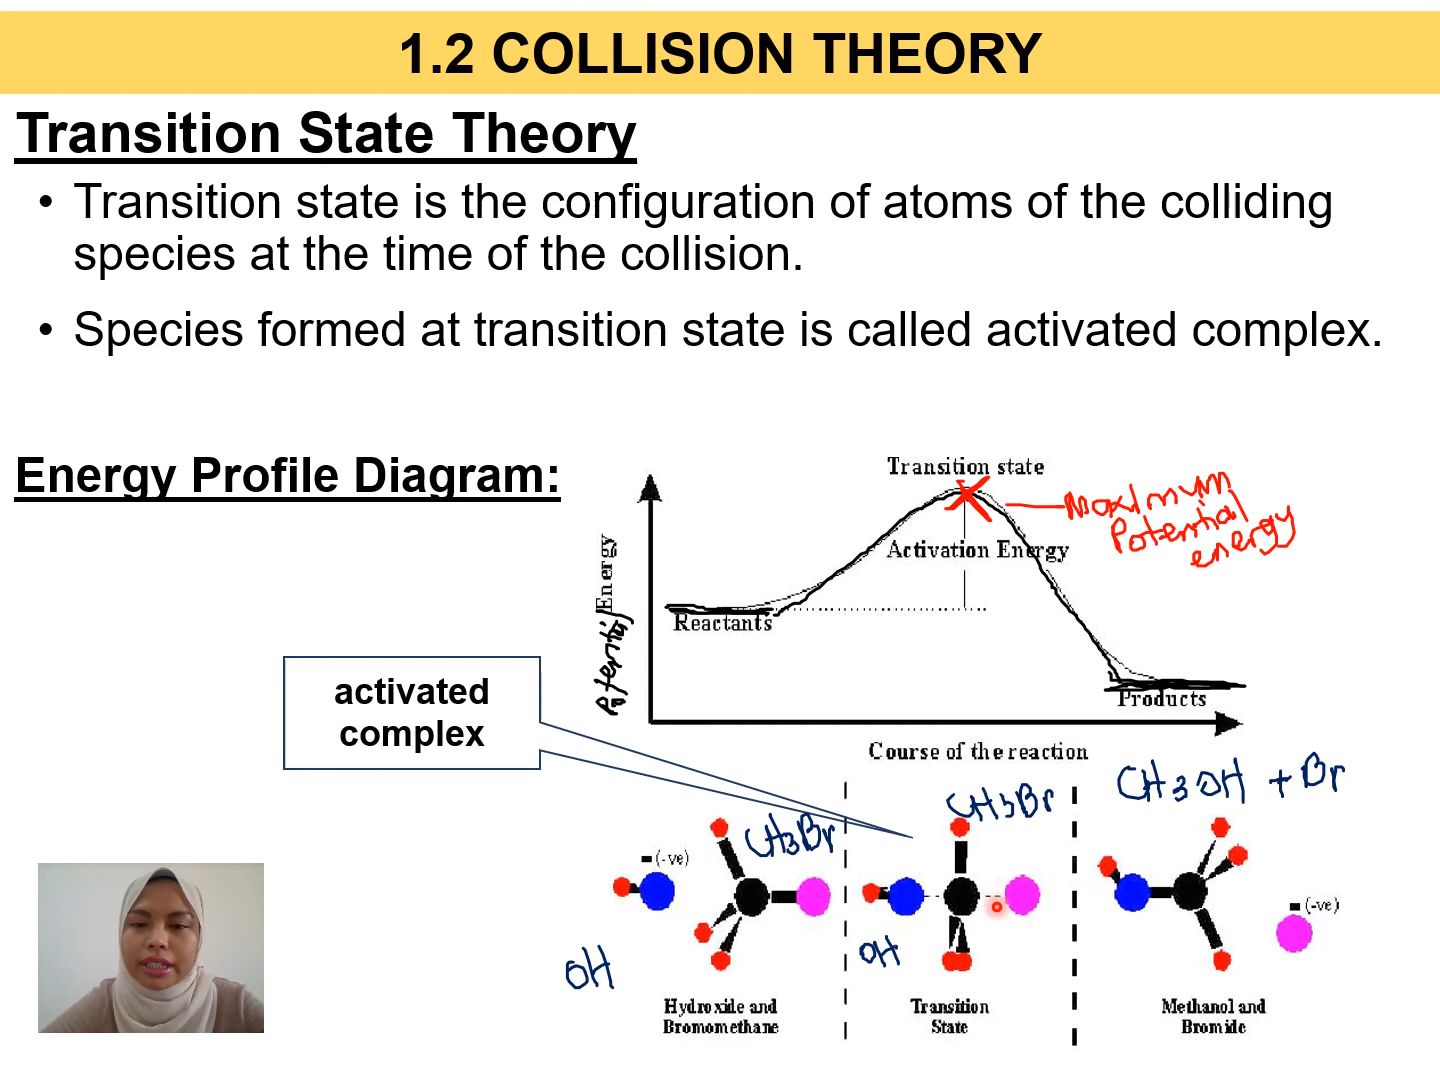 1.2 COLLISION THEORY
Transition State Theory
• Transition state is the configuration of atoms of the colliding
species at the time of the collision.
• Species formed at transition state is called activated complex.
Energy Profile Diagram:
Transition state
Maximum
Potential
energy
Activation Energy
Potential Energy
Reactants
Products
activated
complex
Course of the reaction
CH3OH + Br
CH3Br
CH3Br
(-ve)
(-ve)
OH
OH
Hydroxide and
Bromomethane
Transition
State
Methanol and
Bromide